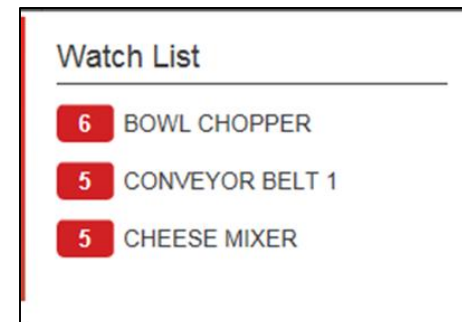 Watch List
6 BOWL CHOPPER
5 CONVEYOR BELT 1
5 CHEESE MIXER